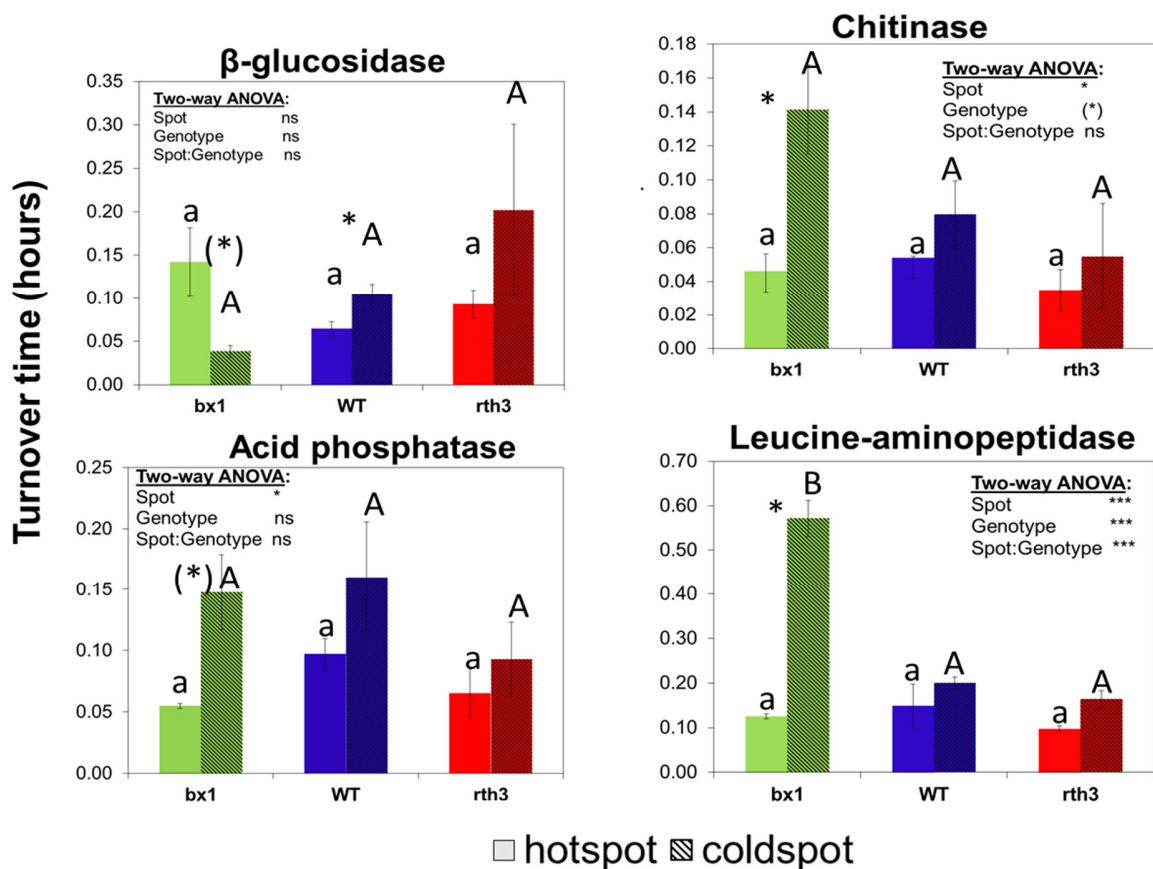 Turnover time (hours)
β-glucosidase
0.35
0.30
0.25
0.20
0.15
0.10
0.05
0.00
Two-way ANOVA:
Spot ns
Genotype ns
Spot:Genotype ns
a
(*)
A
a
*
A
a
A
bx1 WT rth3
Chitinase
0.18
0.16
0.14
0.12
0.10
0.08
0.06
0.04
0.02
0.00
Two-way ANOVA:
Spot *
Genotype (*)
Spot:Genotype ns
a
*
A
a
A
a
A
bx1 WT rth3
Acid phosphatase
0.25
0.20
0.15
0.10
0.05
0.00
Two-way ANOVA:
Spot *
Genotype ns
Spot:Genotype ns
a
(*)
A
a
A
a
A
bx1 WT rth3
Leucine-aminopeptidase
0.70
0.60
0.50
0.40
0.30
0.20
0.10
0.00
Two-way ANOVA:
Spot ***
Genotype ***
Spot:Genotype ***
a
*
B
a
A
a
A
bx1 WT rth3
hotspot coldspot